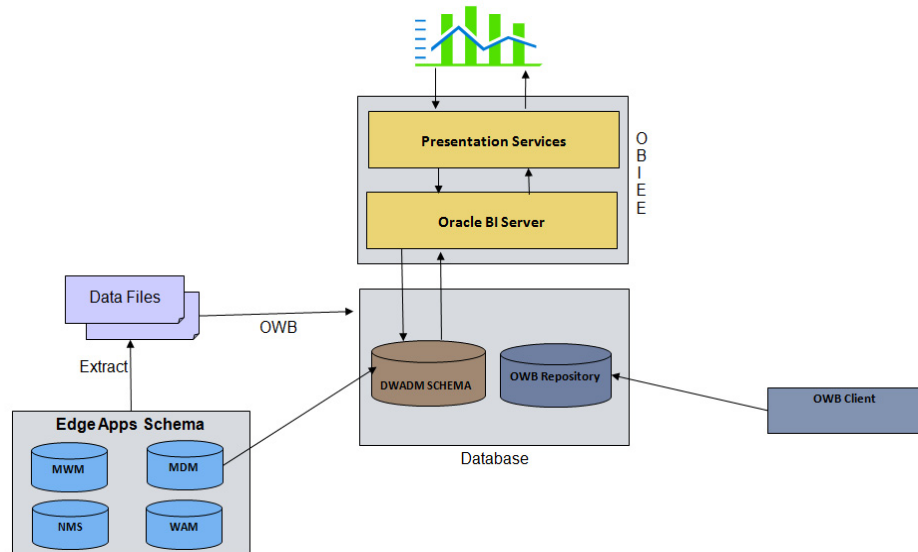 Presentation Services
O
B
I
E
E
Oracle BI Server
Data Files
OWB
Extract
DWADM SCHEMA
OWB Repository
OWB Client
Edge Apps Schema
Database
MWM
MDM
NMS
WAM